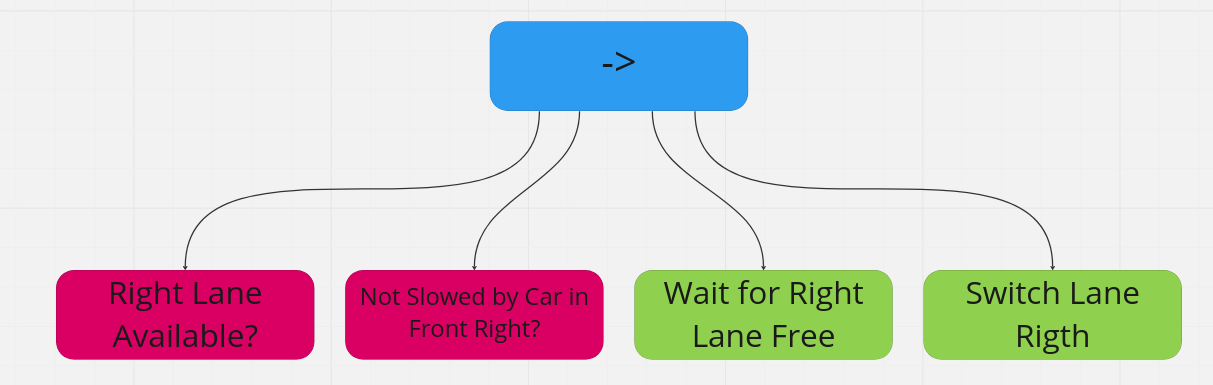 ->
Right Lane
Available?
Not Slowed by Car in
Front Right?
Wait for Right
Lane Free
Switch Lane
Rigth